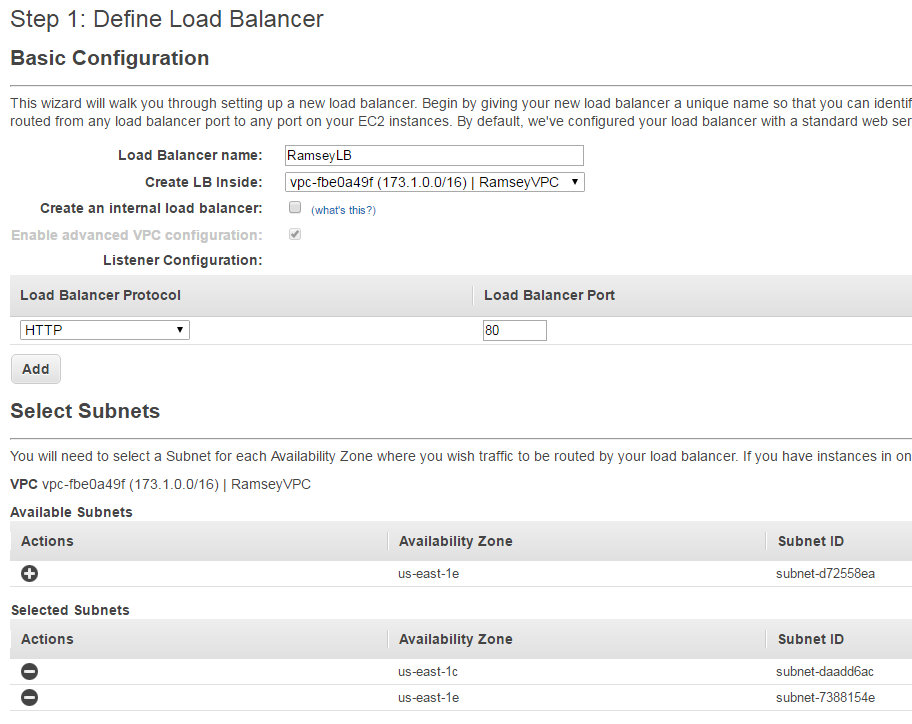 Step 1: Define Load Balancer
Basic Configuration
This wizard will walk you through setting up a new load balancer. Begin by giving your new load balancer a unique name so that you can identif
routed from any load balancer port to any port on your EC2 instances. By default, we've configured your load balancer with a standard web ser
Load Balancer name: RamseyLB
Create LB Inside: vpc-fbe0a49f (173.1.0.0/16) | RamseyVPC
Create an internal load balancer: (what's this?)
Enable advanced VPC configuration:
Listener Configuration:
Load Balancer Protocol Load Balancer Port
HTTP 80
Add
Select Subnets
You will need to select a Subnet for each Availability Zone where you wish traffic to be routed by your load balancer. If you have instances in on
VPC vpc-fbe0a49f (173.1.0.0/16) | RamseyVPC
Available Subnets
Actions Availability Zone Subnet ID
us-east-1e subnet-d72558ea
Selected Subnets
Actions Availability Zone Subnet ID
us-east-1c subnet-daadd6ac
us-east-1e subnet-7388154e